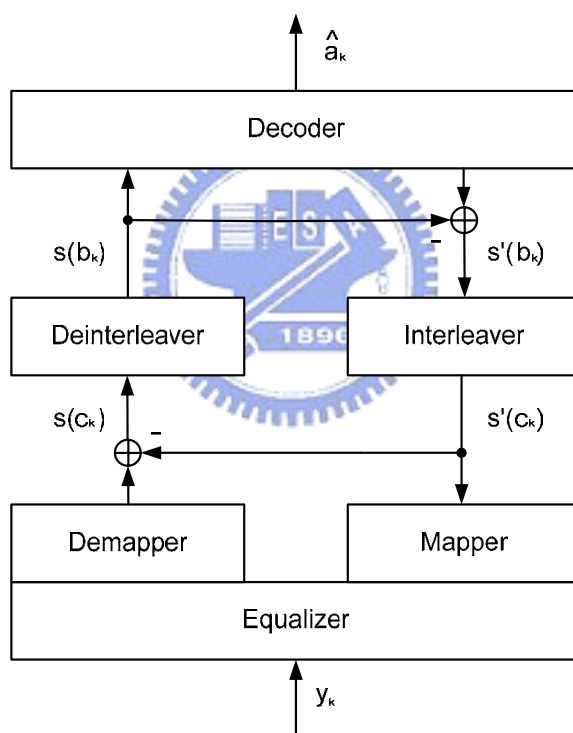 âₖ
Decoder
E S
-
s(bₖ)
s'(bₖ)
Deinterleaver
Interleaver
1896
s(cₖ)
-
s'(cₖ)
Demapper
Mapper
Equalizer
yₖ